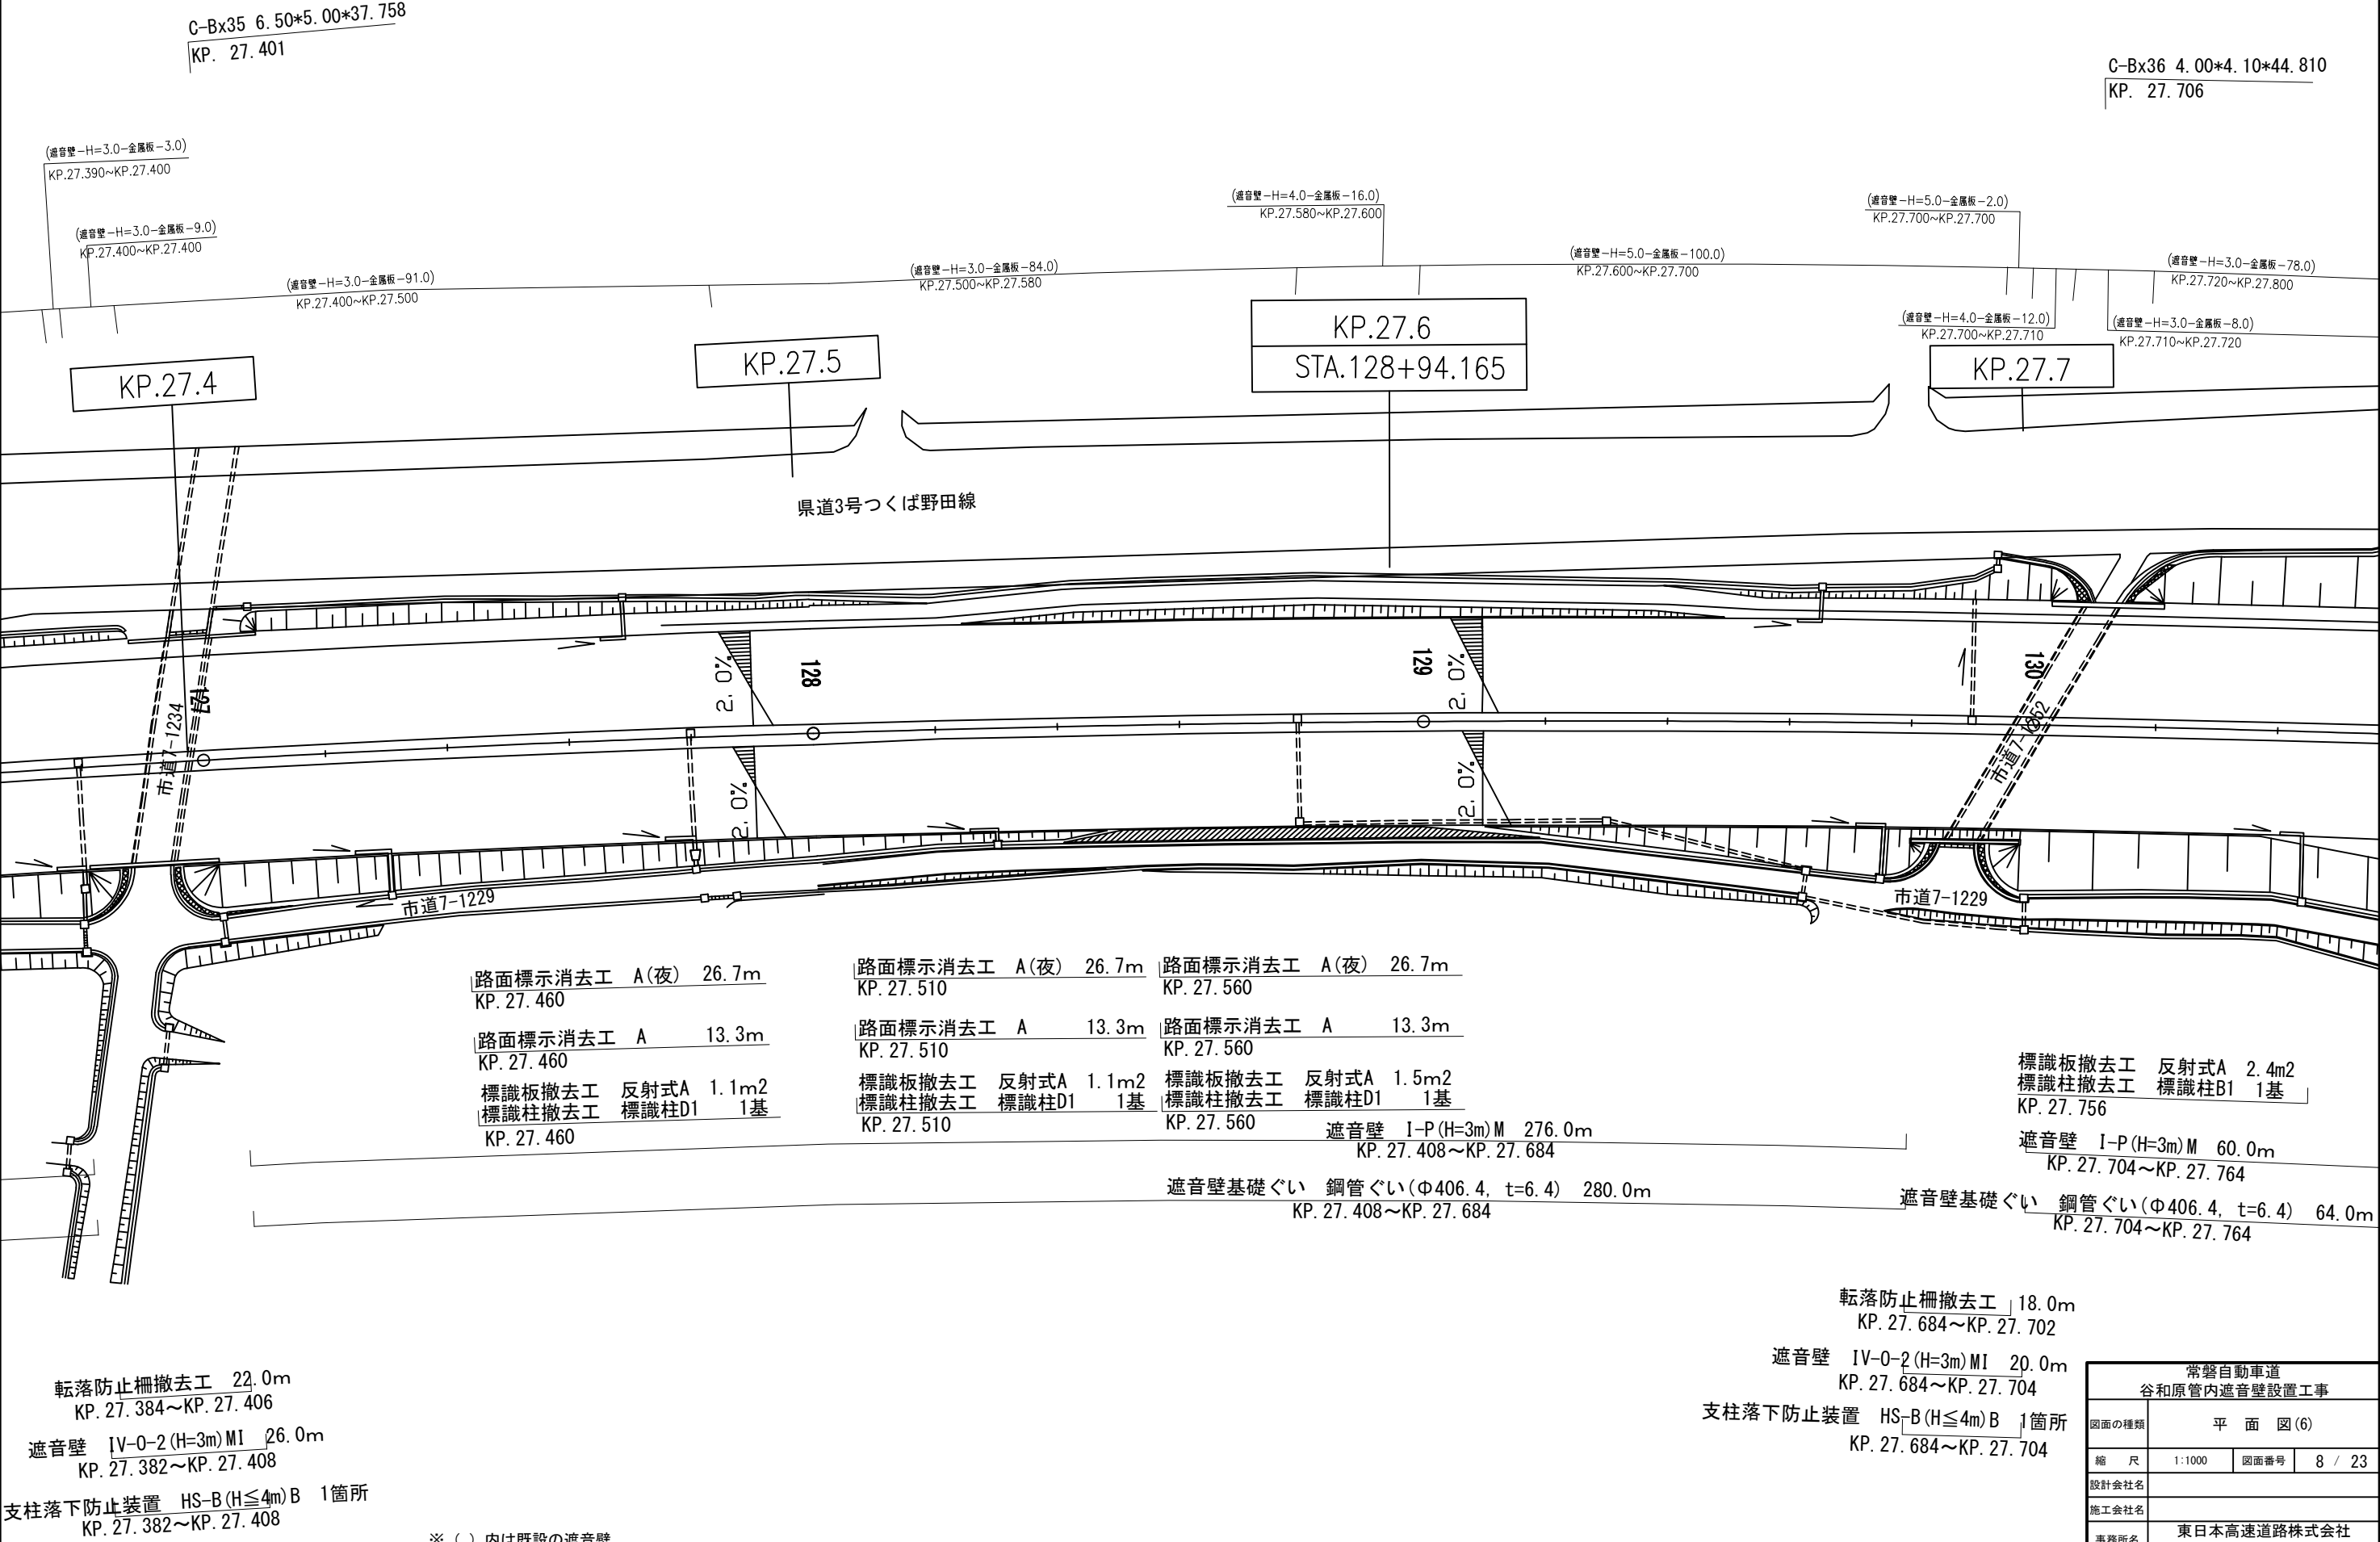 C-Bx35 6.50*5.00*37.758
KP. 27.401
C-Bx36 4.00*4.10*44.810
KP. 27.706
(遮音壁-H=3.0-金属板-3.0)
KP.27.390~KP.27.400
(遮音壁-H=3.0-金属板-9.0)
KP.27.400~KP.27.400
(遮音壁-H=3.0-金属板-91.0)
KP.27.400~KP.27.500
(遮音壁-H=3.0-金属板-84.0)
KP.27.500~KP.27.580
(遮音壁-H=4.0-金属板-16.0)
KP.27.580~KP.27.600
(遮音壁-H=5.0-金属板-100.0)
KP.27.600~KP.27.700
(遮音壁-H=5.0-金属板-2.0)
KP.27.700~KP.27.700
(遮音壁-H=4.0-金属板-12.0)
KP.27.700~KP.27.710
(遮音壁-H=3.0-金属板-8.0)
KP.27.710~KP.27.720
(遮音壁-H=3.0-金属板-78.0)
KP.27.720~KP.27.800
KP.27.4
KP.27.5
KP.27.6
STA.128+94.165
KP.27.7
県道3号つくば野田線
127
128
129
130
2.0%
2.0%
2.0%
2.0%
市道7-1234
市道7-1252
市道7-1229
市道7-1229
路面標示消去工 A(夜) 26.7m
KP.27.460
路面標示消去工 A 13.3m
KP.27.460
標識板撤去工 反射式A 1.1m2
標識柱撤去工 標識柱D1 1基
KP.27.460
路面標示消去工 A(夜) 26.7m
KP.27.510
路面標示消去工 A 13.3m
KP.27.510
標識板撤去工 反射式A 1.1m2
標識柱撤去工 標識柱D1 1基
KP.27.510
路面標示消去工 A(夜) 26.7m
KP.27.560
路面標示消去工 A 13.3m
KP.27.560
標識板撤去工 反射式A 1.5m2
標識柱撤去工 標識柱D1 1基
KP.27.560
標識板撤去工 反射式A 2.4m2
標識柱撤去工 標識柱B1 1基
KP.27.756
遮音壁 I-P(H=3m)M 276.0m
KP.27.408～KP.27.684
遮音壁基礎ぐい 鋼管ぐい(Φ406.4, t=6.4) 280.0m
KP.27.408～KP.27.684
遮音壁 I-P(H=3m)M 60.0m
KP.27.704～KP.27.764
遮音壁基礎ぐい 鋼管ぐい(Φ406.4, t=6.4) 64.0m
KP.27.704～KP.27.764
転落防止柵撤去工 18.0m
KP.27.684～KP.27.702
遮音壁 IV-O-2(H=3m)MI 20.0m
KP.27.684～KP.27.704
支柱落下防止装置 HS-B(H≦4m)B 1箇所
KP.27.684～KP.27.704
転落防止柵撤去工 22.0m
KP.27.384～KP.27.406
遮音壁 IV-O-2(H=3m)MI 26.0m
KP.27.382～KP.27.408
支柱落下防止装置 HS-B(H≦4m)B 1箇所
KP.27.382～KP.27.408
※( )内は既設の遮音壁
常磐自動車道
谷和原管内遮音壁設置工事
図面の種類 平 面 図(6)
縮 尺 1:1000 図面番号 8 / 23
設計会社名
施工会社名
事務所名 東日本高速道路株式会社